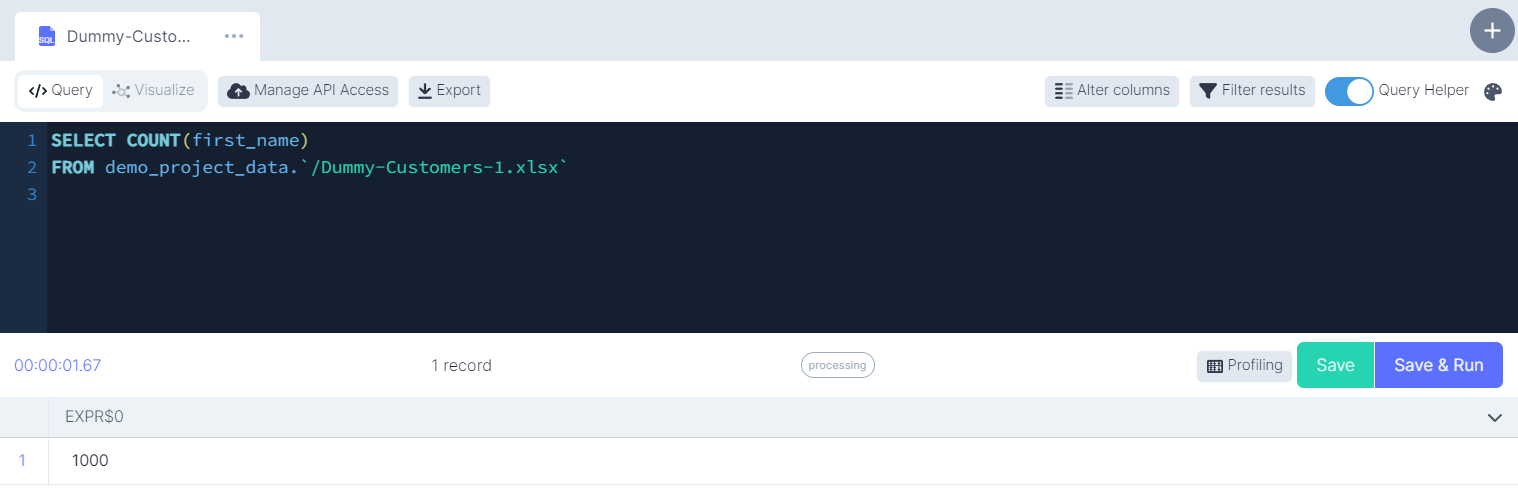 SQL Dummy-Custo... ...
Query Visualize Manage API Access Export Alter columns Filter results Query Helper
1 SELECT COUNT(first_name)
2 FROM demo_project_data.`/Dummy-Customers-1.xlsx`
3
00:00:01.67 1 record processing Profiling Save Save & Run
EXPR$0
1 1000